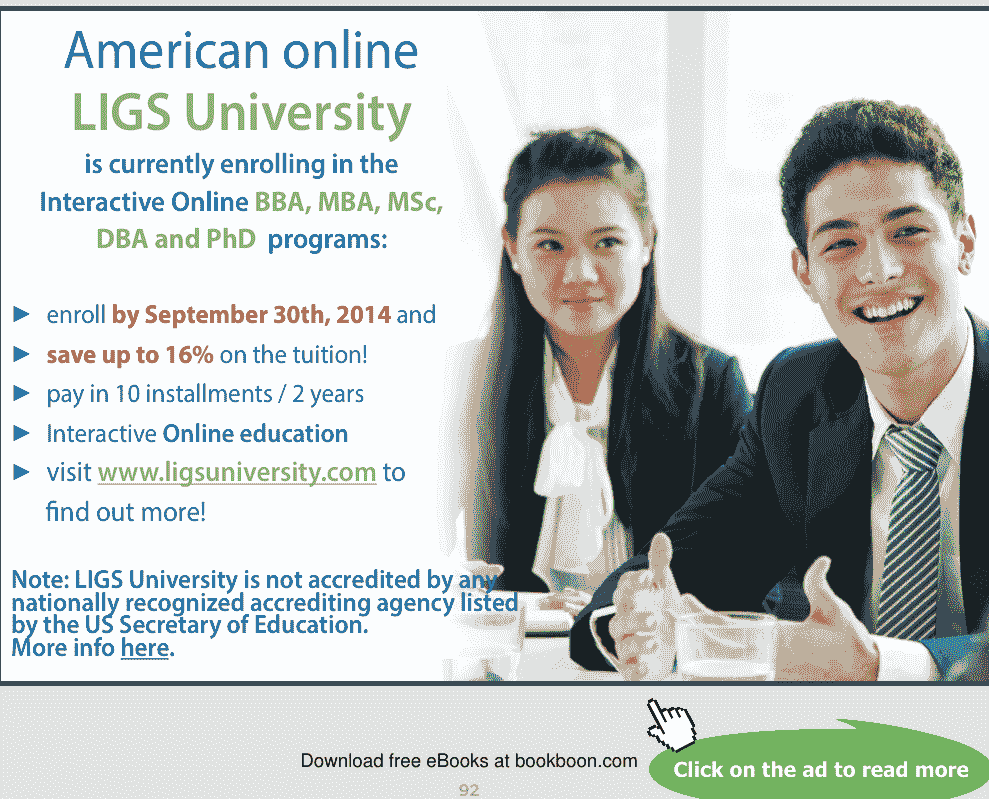 American online
LIGS University
is currently enrolling in the
Interactive Online BBA, MBA, MSc,
DBA and PhD programs:
► enroll by September 30th, 2014 and
► save up to 16% on the tuition!
► pay in 10 installments / 2 years
► Interactive Online education
► visit www.ligsuniversity.com to
find out more!
Note: LIGS University is not accredited by any
nationally recognized accrediting agency listed
by the US Secretary of Education.
More info here.
Download free eBooks at bookboon.com
Click on the ad to read more
92